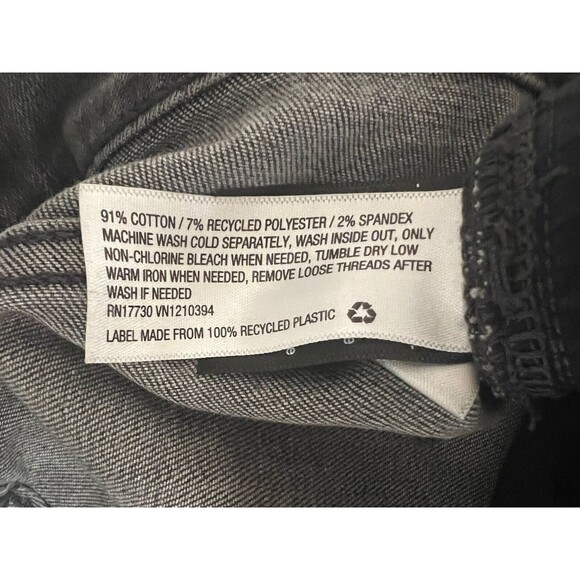 91% COTTON / 7% RECYCLED POLYESTER / 2% SPANDEX
MACHINE WASH COLD SEPARATELY, WASH INSIDE OUT, ONLY
NON-CHLORINE BLEACH WHEN NEEDED, TUMBLE DRY LOW
WARM IRON WHEN NEEDED, REMOVE LOOSE THREADS AFTER
WASH IF NEEDED
RN17730 VN1210394
LABEL MADE FROM 100% RECYCLED PLASTIC